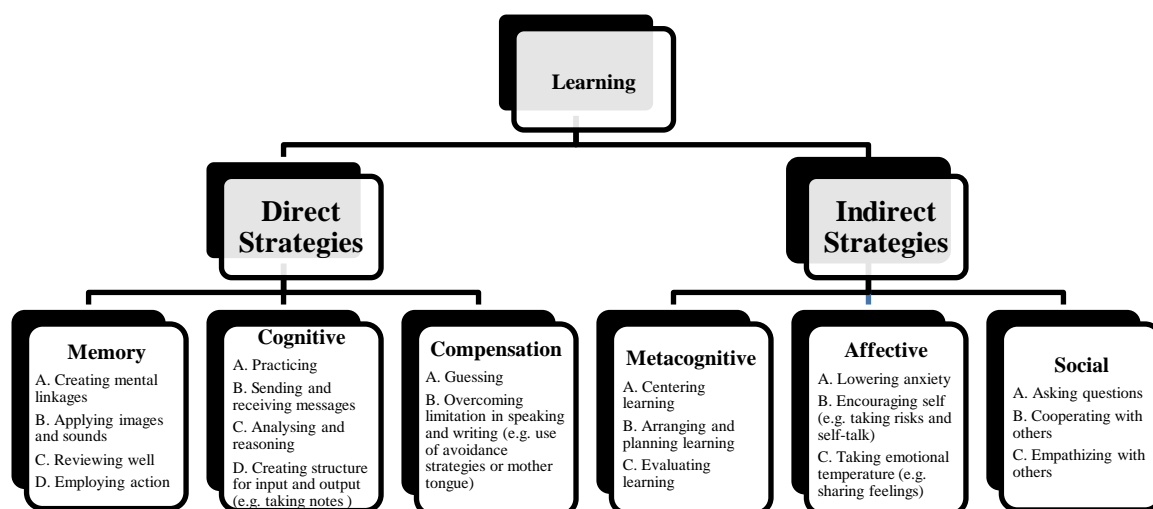 Learning
Direct
Strategies
Indirect
Strategies
Memory
A. Creating mental
linkages
B. Applying images
and sounds
C. Reviewing well
D. Employing action
Cognitive
A. Practicing
B. Sending and
receiving messages
C. Analysing and
reasoning
D. Creating structure
for input and output
(e.g. taking notes )
Compensation
A. Guessing
B. Overcoming
limitation in speaking
and writing (e.g. use
of avoidance
strategies or mother
tongue)
Metacognitive
A. Centering
learning
B. Arranging and
planning learning
C. Evaluating
learning
Affective
A. Lowering anxiety
B. Encouraging self
(e.g. taking risks and
self-talk)
C. Taking emotional
temperature (e.g.
sharing feelings)
Social
A. Asking questions
B. Cooperating with
others
C. Empathizing with
others